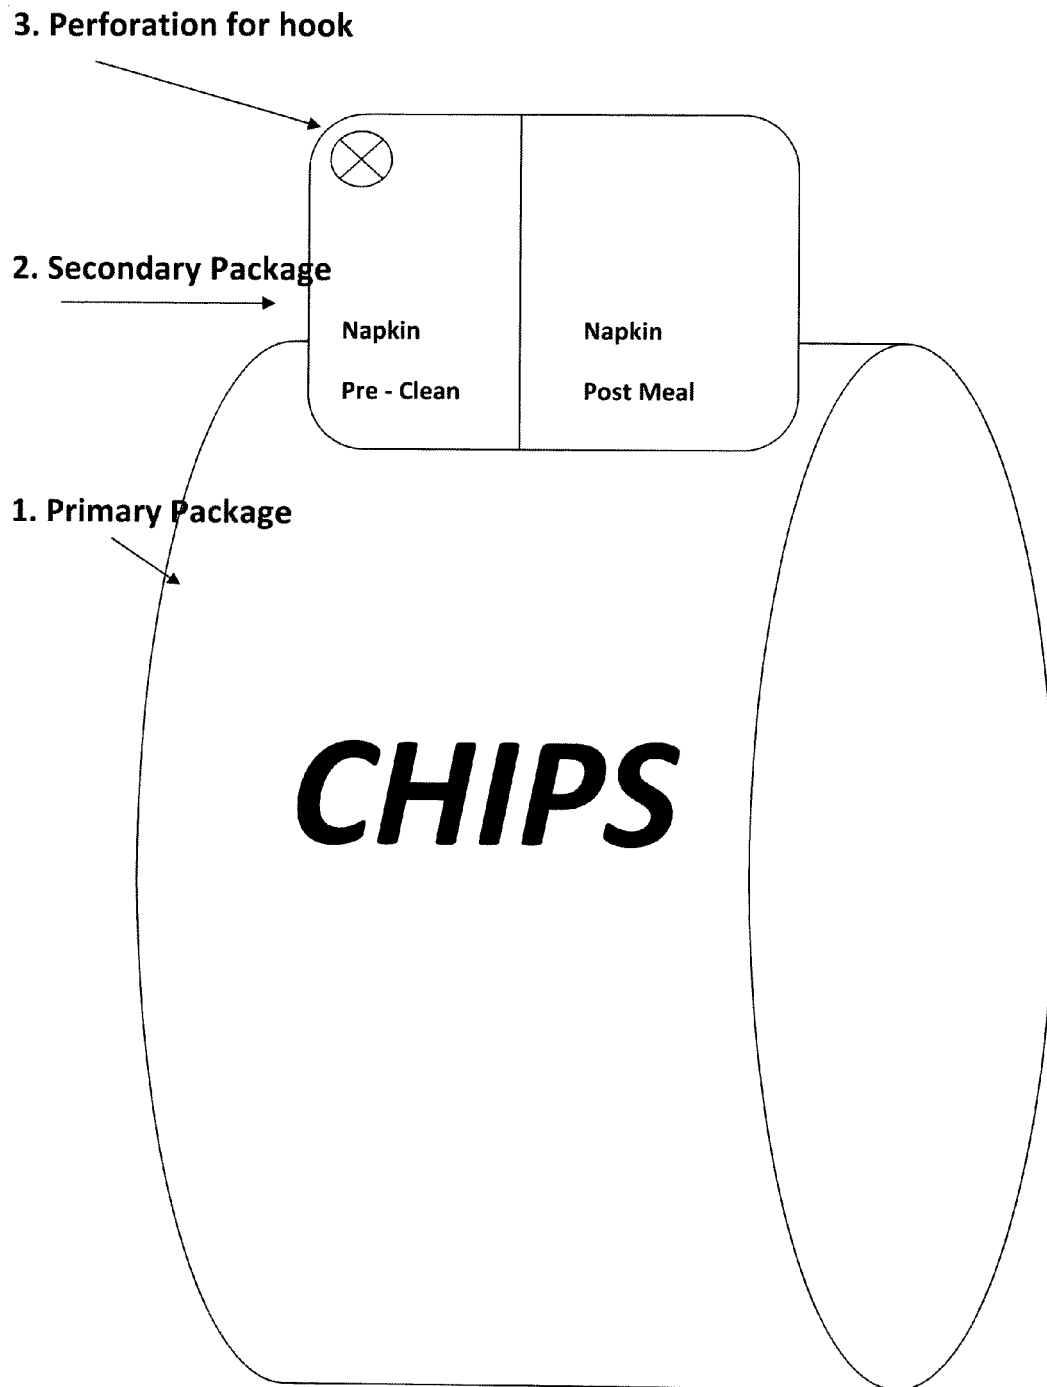 3. Perforation for hook
2. Secondary Package
Napkin Napkin
Pre - Clean Post Meal
1. Primary Package
CHIPS